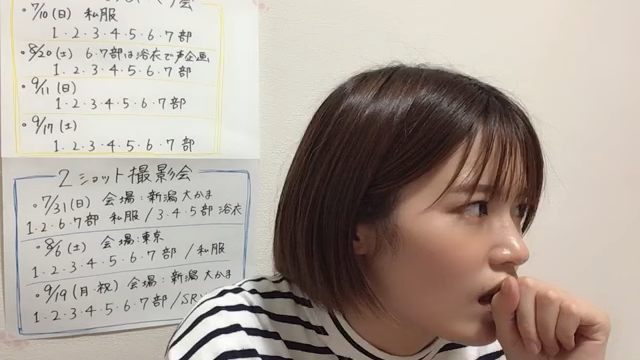 ・7/10(日) 私服
1・2・3・4・5・6・7部
・8/20(土) 6・7部は浴衣で声企画
1・2・3・4・5・6・7部
・9/11(日)
1・2・3・4・5・6・7部
・9/17(土)
1・2・3・4・5・6・7部
2ショット撮影会
・7/31(日) 会場:新潟 大かま
1・2・6・7部 私服/3・4・5部 浴衣
・8/6(土) 会場:東京
1・2・3・4・5・6・7部/私服
・9/19(月・祝) 会場:新潟 大かま
1・2・3・4・5・6・7部/SR